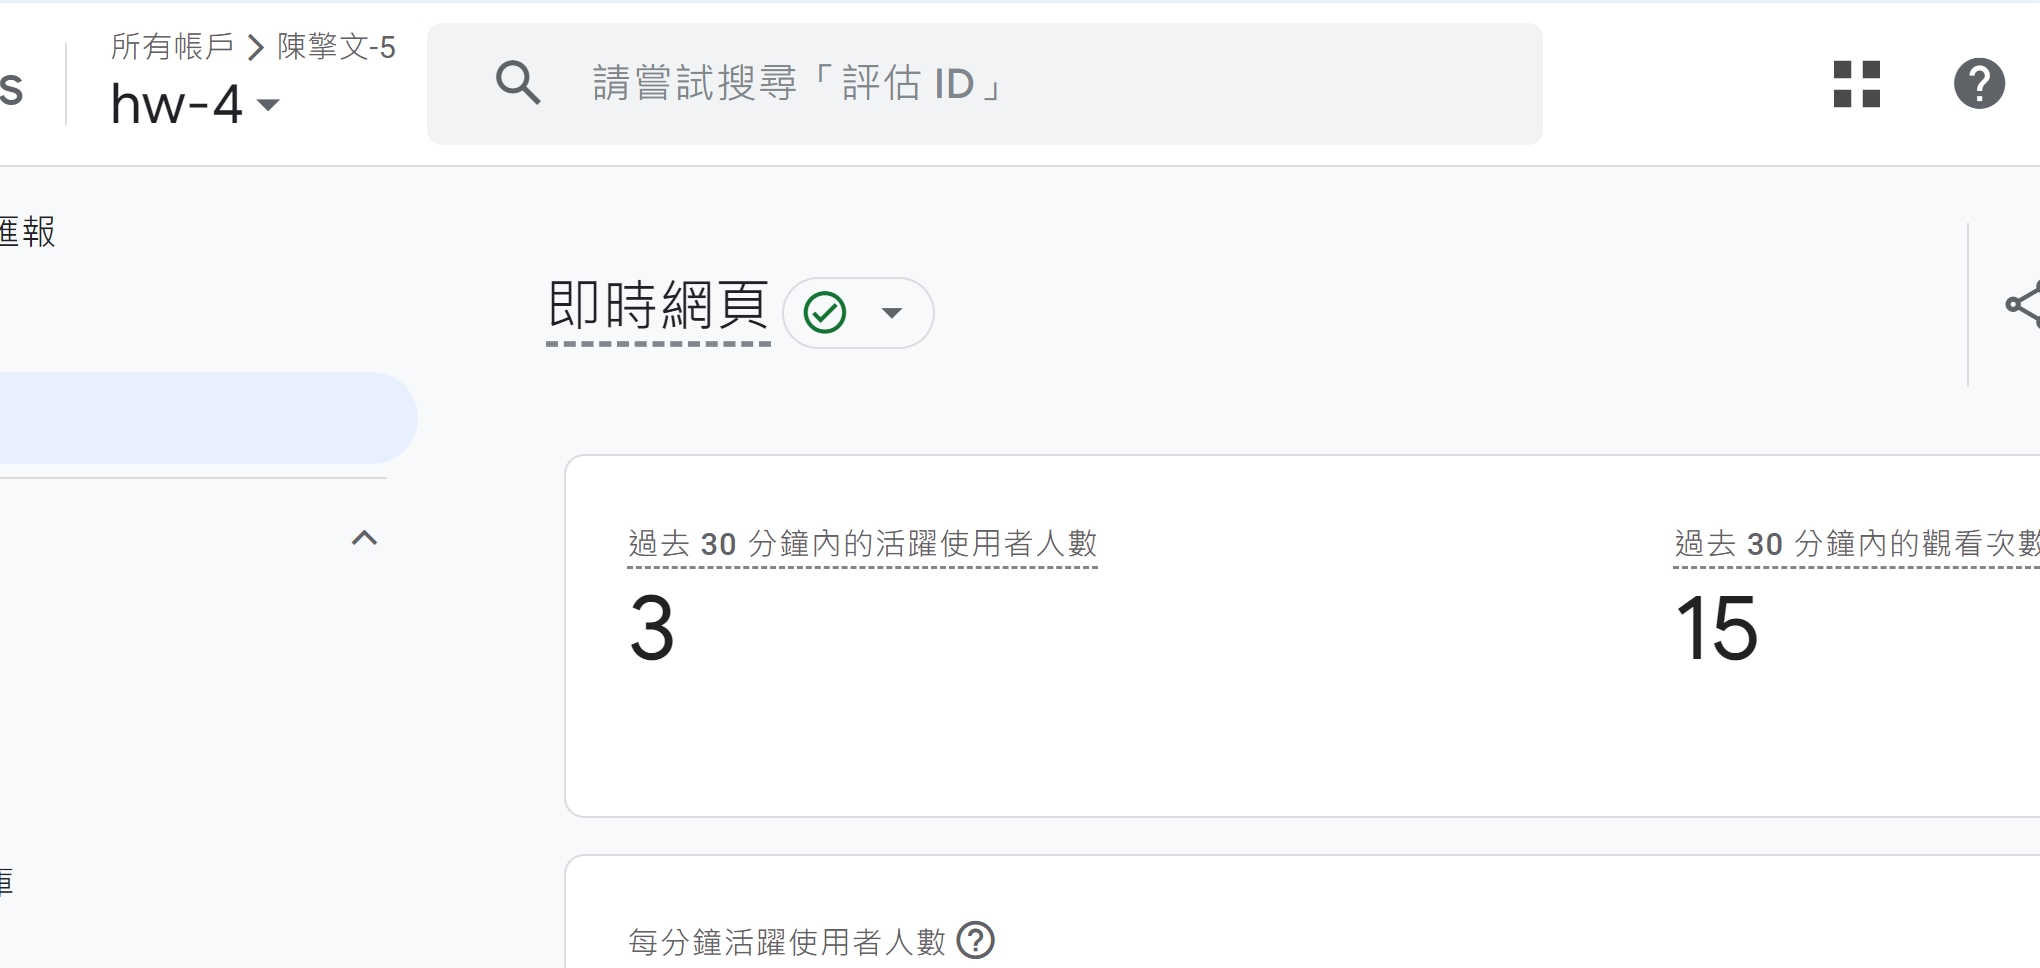 s
所有帳戶 > 陳擎文-5
hw-4
請嘗試搜尋「評估 ID」
匯報
即時網頁
過去 30 分鐘內的活躍使用者人數
3
過去 30 分鐘內的觀看次數
15
庫
每分鐘活躍使用者人數